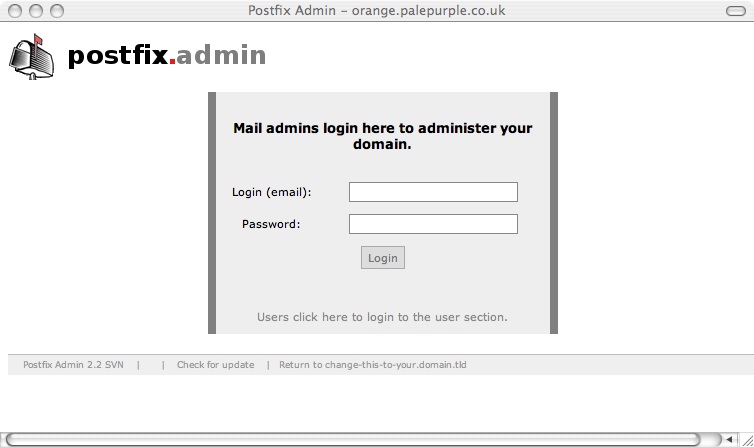 Postfix Admin – orange.palepurple.co.uk
postfix.admin
Mail admins login here to administer your
domain.
Login (email):
Password:
Login
Users click here to login to the user section.
Postfix Admin 2.2 SVN | | Check for update | Return to change-this-to-your.domain.tld